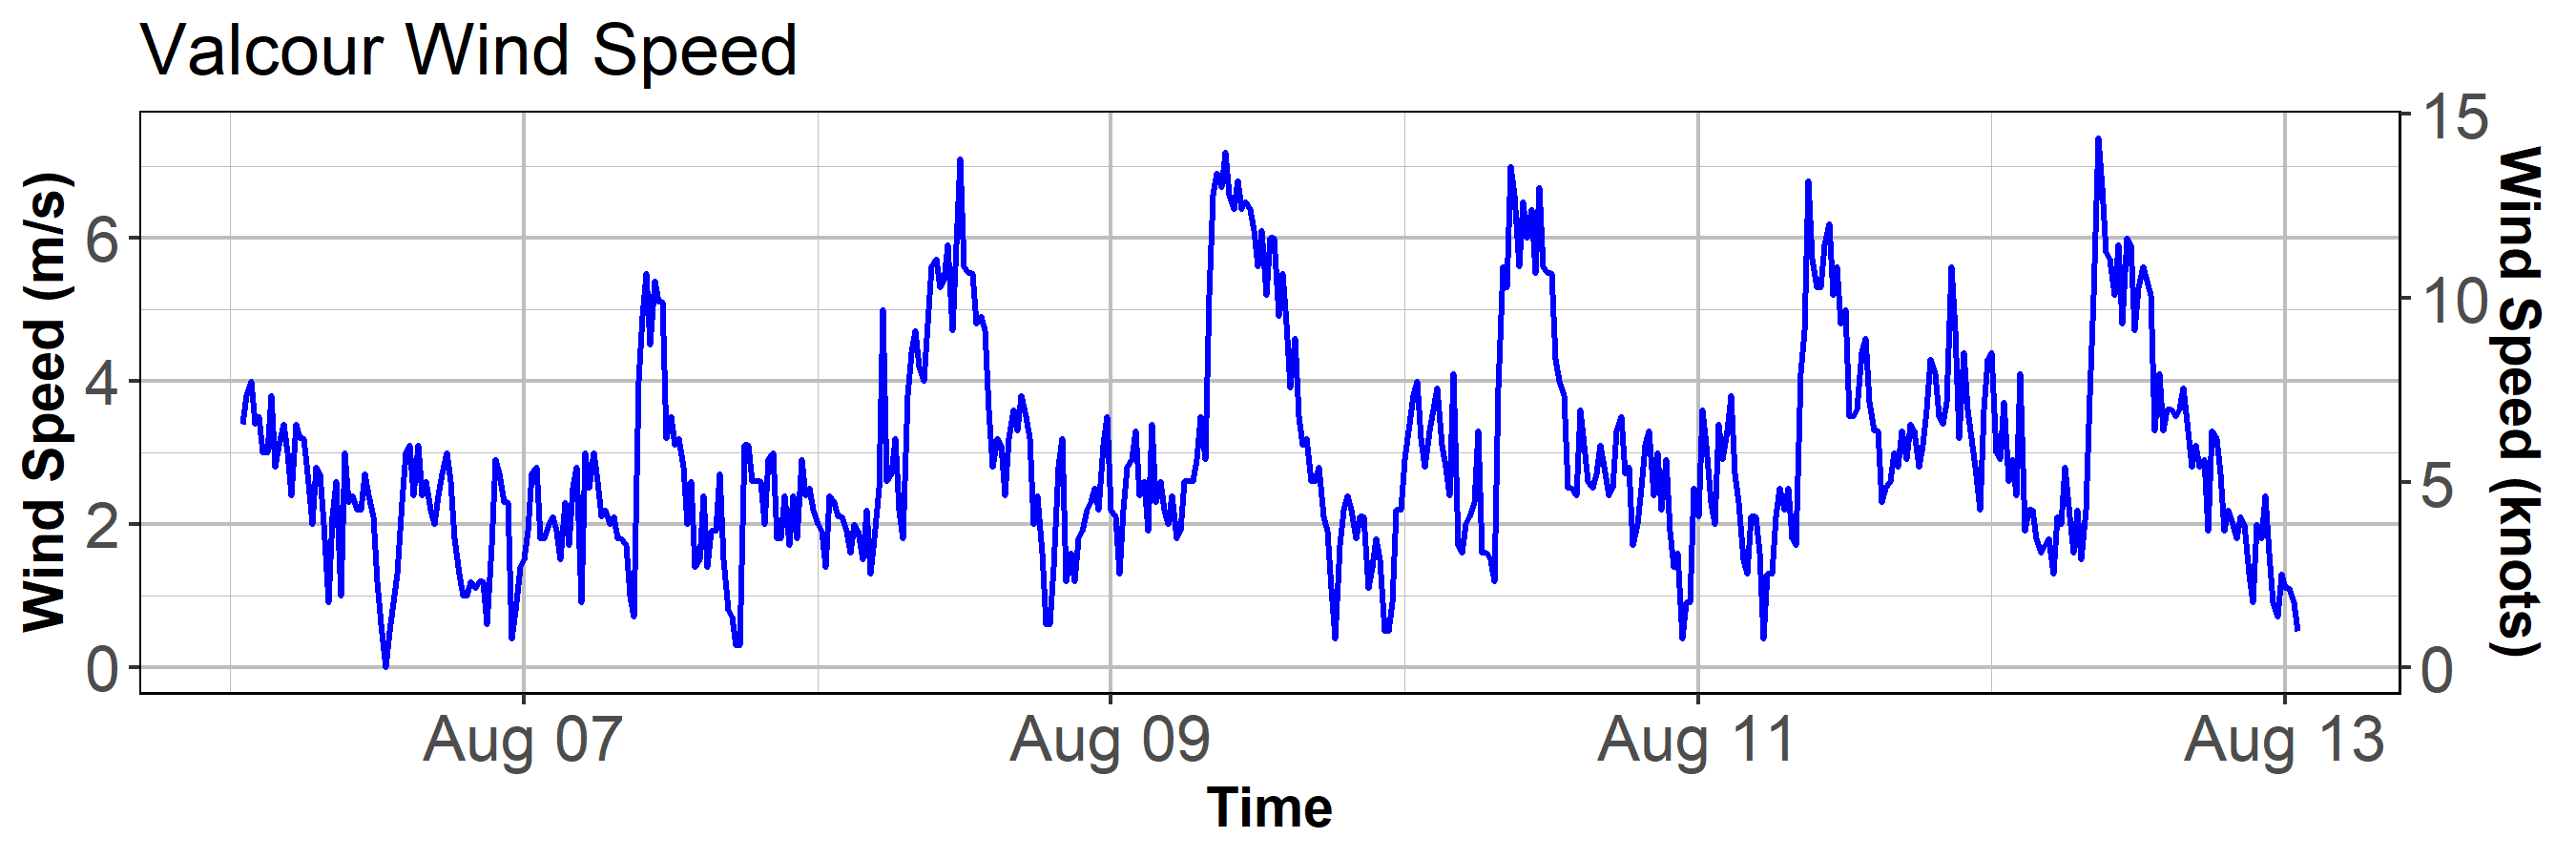 Valcour Wind Speed
Wind Speed (m/s)
6
4
2
0
15
10
5
0
Wind Speed (knots)
Aug 07 Aug 09 Aug 11 Aug 13
Time